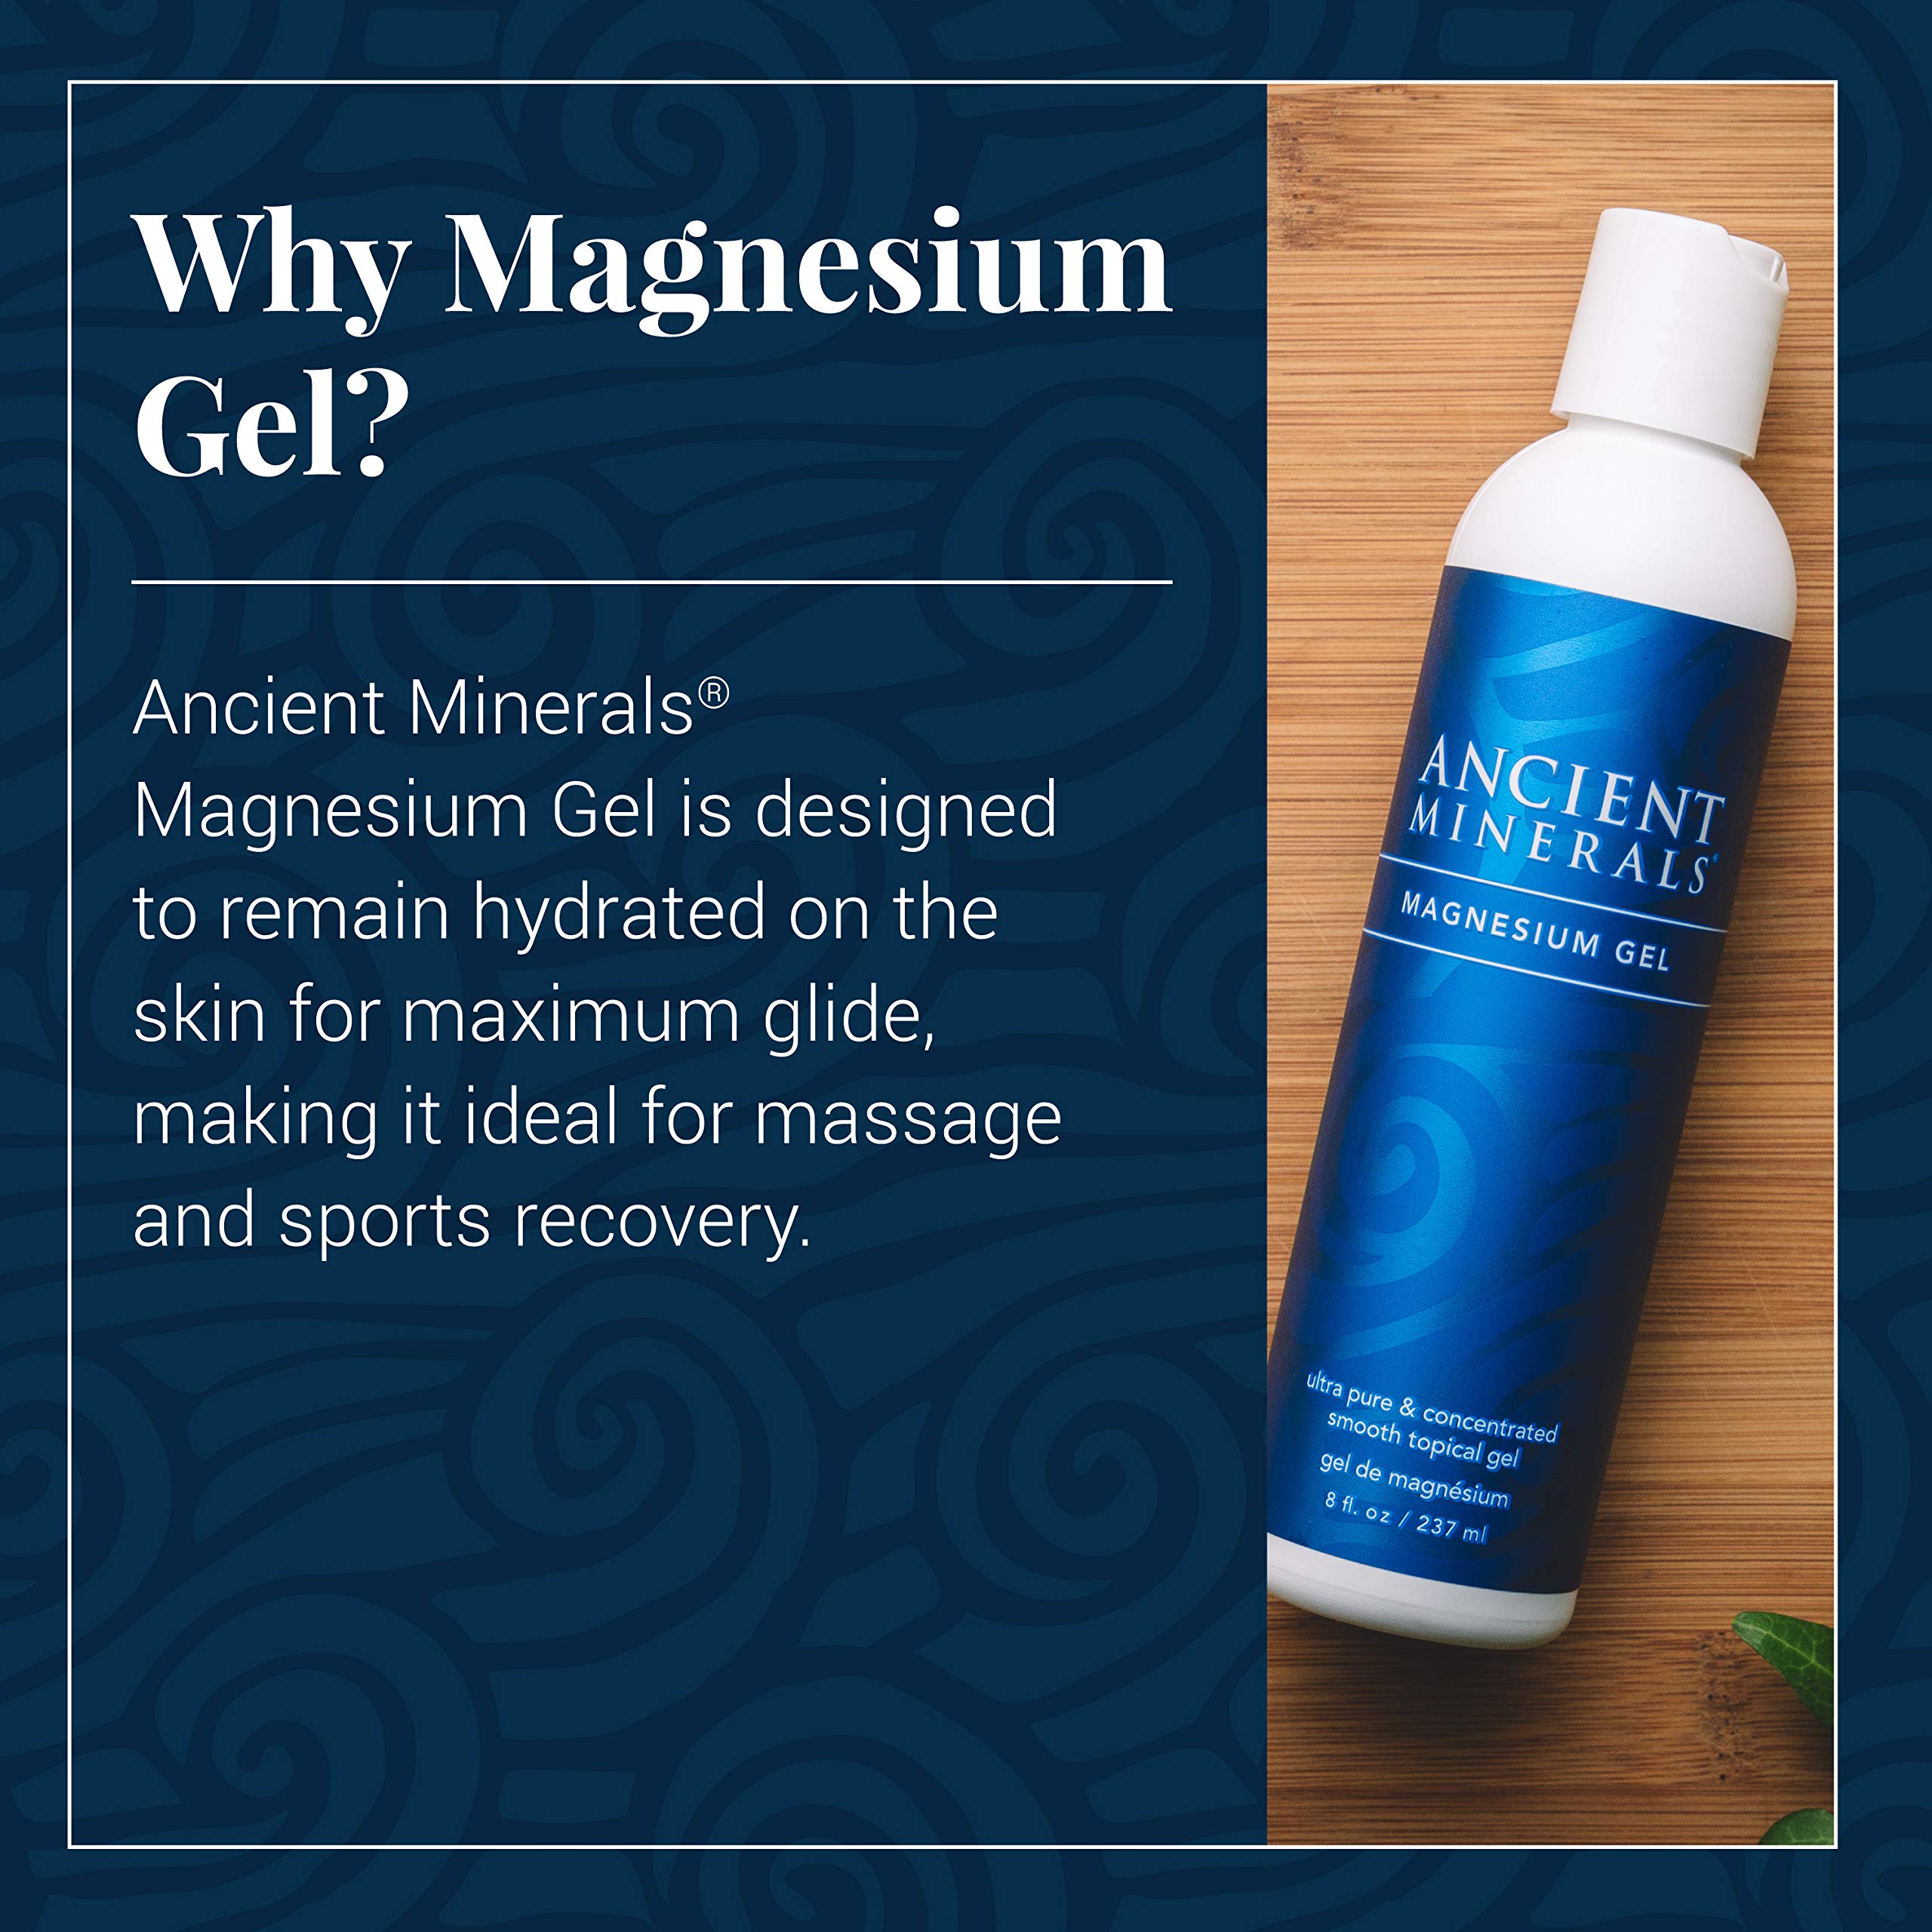 Why Magnesium
Gel?
Ancient Minerals®
Magnesium Gel is designed
to remain hydrated on the
skin for maximum glide,
making it ideal for massage
and sports recovery.
ANCIENT
MINERALS®
MAGNESIUM GEL
ultra pure & concentrated
smooth topical gel
gel de magnésium
8 fl. oz / 237 ml